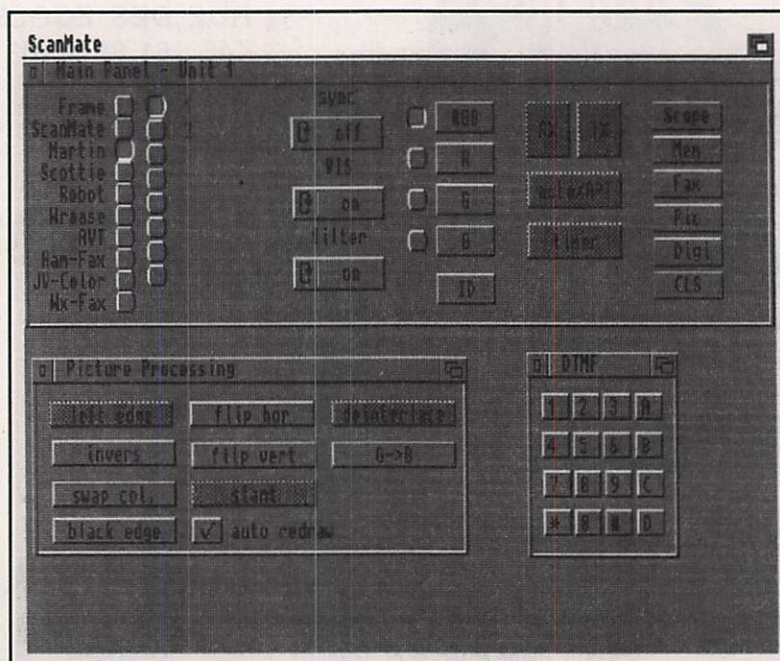 ScanMate
Main Panel - Unit 1
Frame
ScanMate
Martin
Scottie
Robot
Wraase
AVT
Ham-Fax
JV-Color
Wx-Fax
1
sync
off
VIS
on
filter
on
R
G
B
ID
RX
TX
timer
Scope
Mem
Fax
Pic
Digi
CLS
Picture Processing
left edge
flip hor
deinterlace
invers
flip vert
G->B
swap col.
slant
black edge
auto redraw
DTMF
1 2 3 A
4 5 6 B
7 8 9 C
* 0 # D